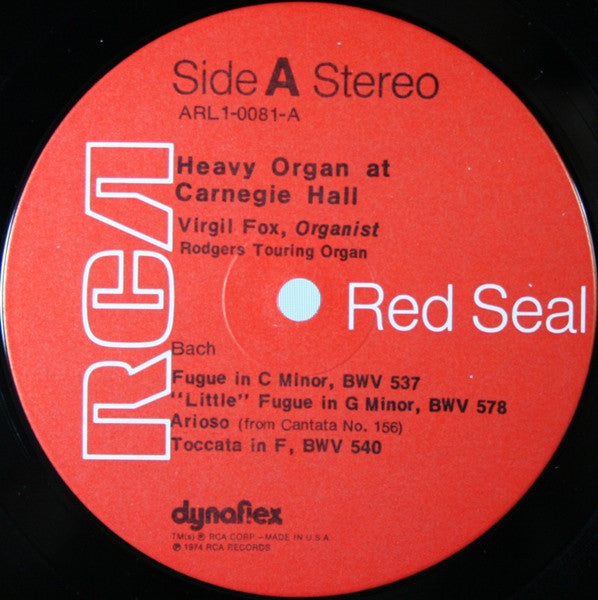 Side A Stereo
ARL1-0081-A
RCA
Heavy Organ at
Carnegie Hall
Virgil Fox, Organist
Rodgers Touring Organ
Red Seal
Bach
Fugue in C Minor, BWV 537
"Little" Fugue in G Minor, BWV 578
Arioso (from Cantata No. 156)
Toccata in F, BWV 540
dynaflex
TM(s) ® RCA CORP.–MADE IN U.S.A.
℗ 1974 RCA RECORDS